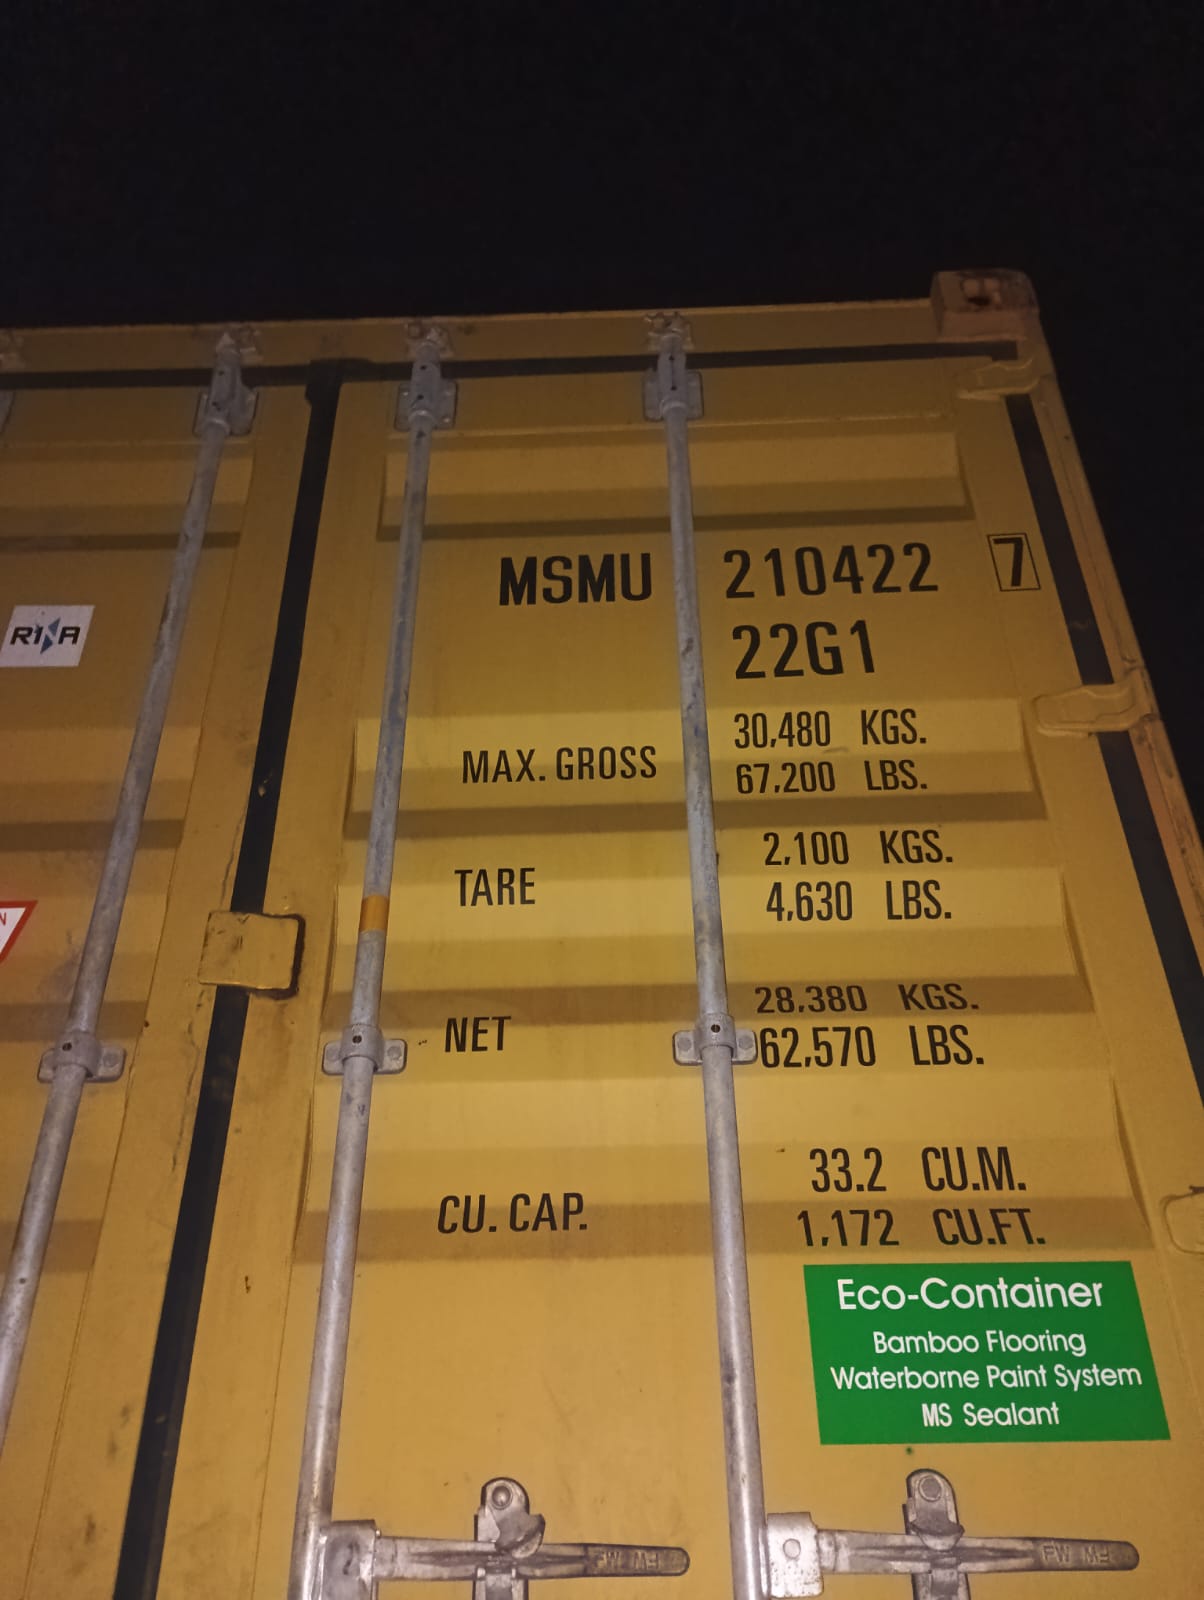 MSMU 210422 7
22G1
RINA
MAX. GROSS 30,480 KGS.
67,200 LBS.
TARE 2,100 KGS.
4,630 LBS.
N
NET 28,380 KGS.
62,570 LBS.
CU. CAP. 33.2 CU.M.
1,172 CU.FT.
Eco-Container
Bamboo Flooring
Waterborne Paint System
MS Sealant